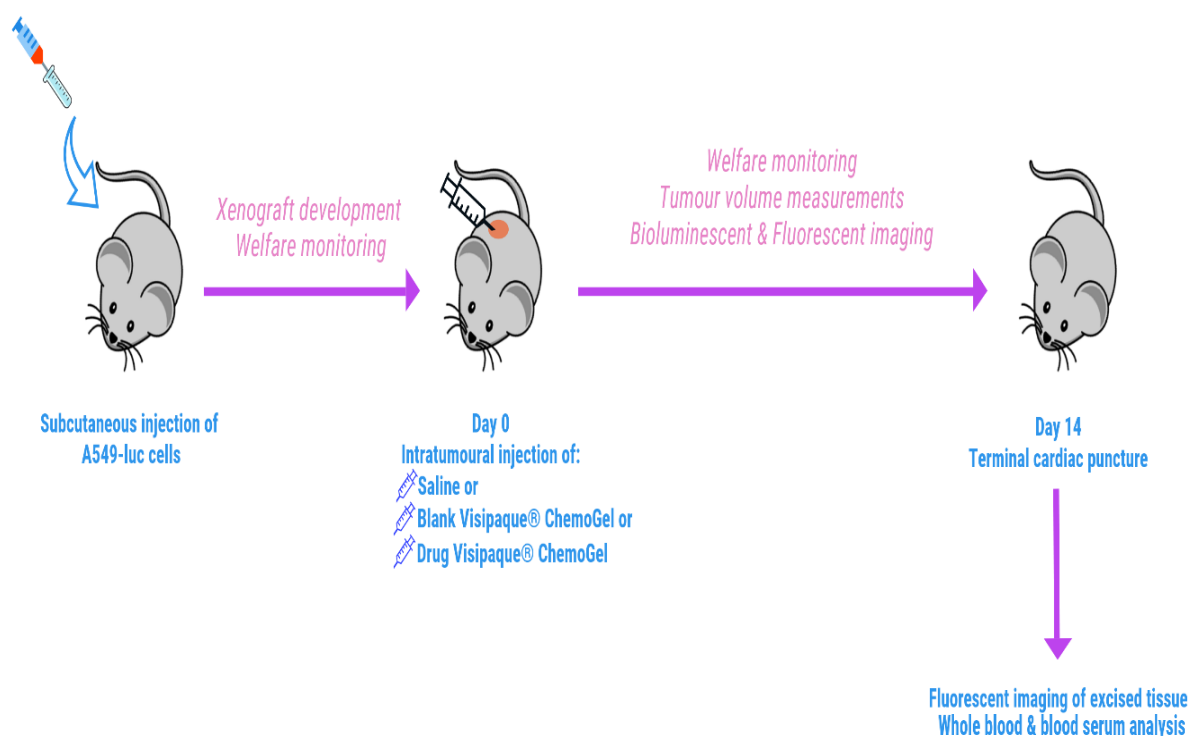 Xenograft development
Welfare monitoring
Welfare monitoring
Tumour volume measurements
Bioluminescent & Fluorescent imaging
Subcutaneous injection of
A549-luc cells
Day 0
Intratumoural injection of:
Saline or
Blank Visipaque® ChemoGel or
Drug Visipaque® ChemoGel
Day 14
Terminal cardiac puncture
Fluorescent imaging of excised tissue
Whole blood & blood serum analysis